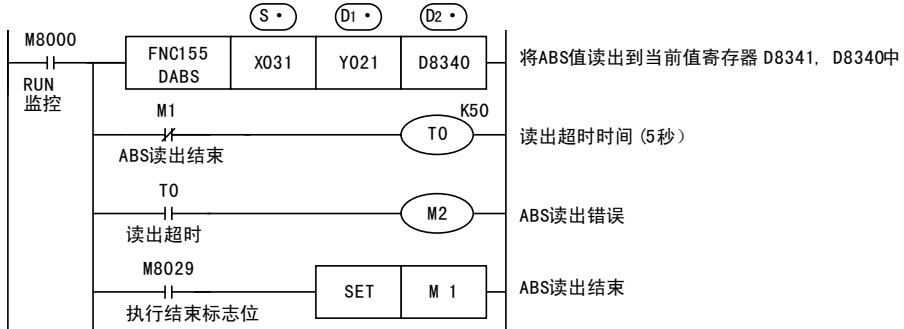 S・ D1・ D2・
M8000
FNC155 DABS X031 Y021 D8340 将ABS值读出到当前值寄存器 D8341, D8340中
RUN
监控
M1 K50
T0 读出超时时间(5秒)
ABS读出结束
T0
M2 ABS读出错误
读出超时
M8029
SET M 1 ABS读出结束
执行结束标志位